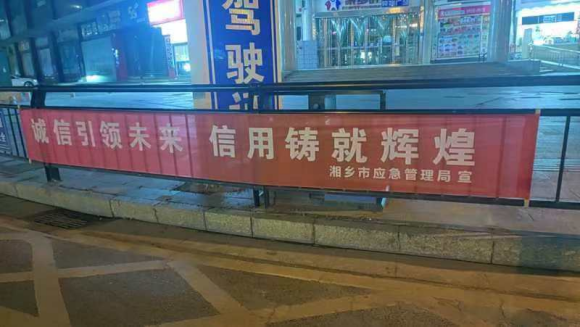 驾驶
诚信引领未来 信用铸就辉煌
湘乡市应急管理局 宣